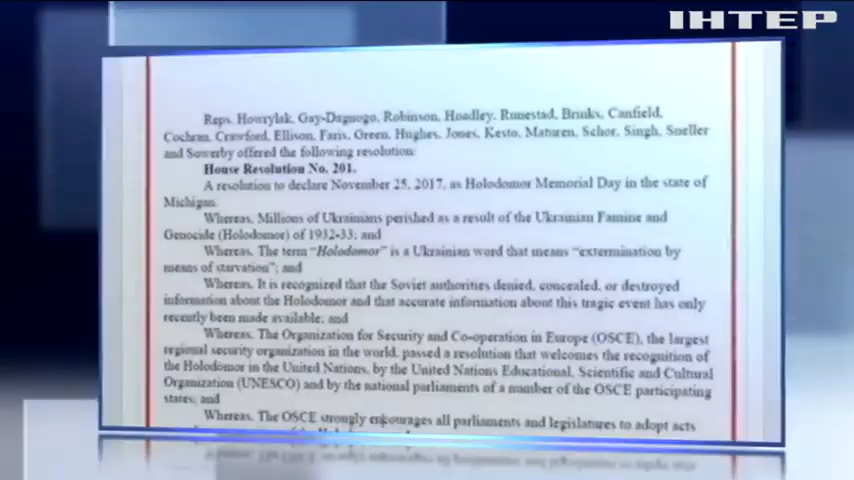 ІНТЕР
Reps. Howrylak, Gay-Dagnogo, Robinson, Hoadley, Runestad, Brinks, Canfield,
Cochran, Crawford, Ellison, Faris, Green, Hughes, Jones, Kesto, Maturen, Schor, Singh, Sneller
and Sowerby offered the following resolution:
House Resolution No. 201.
A resolution to declare November 25, 2017, as Holodomor Memorial Day in the state of
Michigan.
Whereas, Millions of Ukrainians perished as a result of the Ukrainian Famine and
Genocide (Holodomor) of 1932-33; and
Whereas, The term “Holodomor” is a Ukrainian word that means “extermination by
means of starvation”; and
Whereas, It is recognized that the Soviet authorities denied, concealed, or destroyed
information about the Holodomor and that accurate information about this tragic event has only
recently been made available; and
Whereas, The Organization for Security and Co-operation in Europe (OSCE), the largest
regional security organization in the world, passed a resolution that welcomes the recognition of
the Holodomor in the United Nations, by the United Nations Educational, Scientific and Cultural
Organization (UNESCO) and by the national parliaments of a number of the OSCE participating
states; and
Whereas, The OSCE strongly encourages all parliaments and legislatures to adopt acts